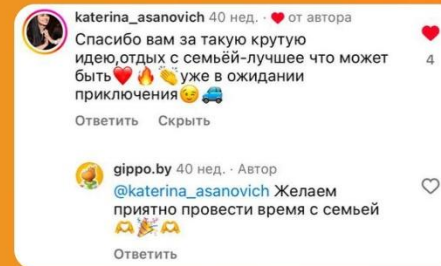 katerina_asanovich 40 нед. · ❤ от автора
Спасибо вам за такую крутую
идею,отдых с семьёй-лучшее что может
быть❤️🔥👏уже в ожидании
приключения😉🚙
4
Ответить Скрыть
gippo.by 40 нед. · Автор
@katerina_asanovich Желаем
приятно провести время с семьей
🫶🎉🫶
Ответить